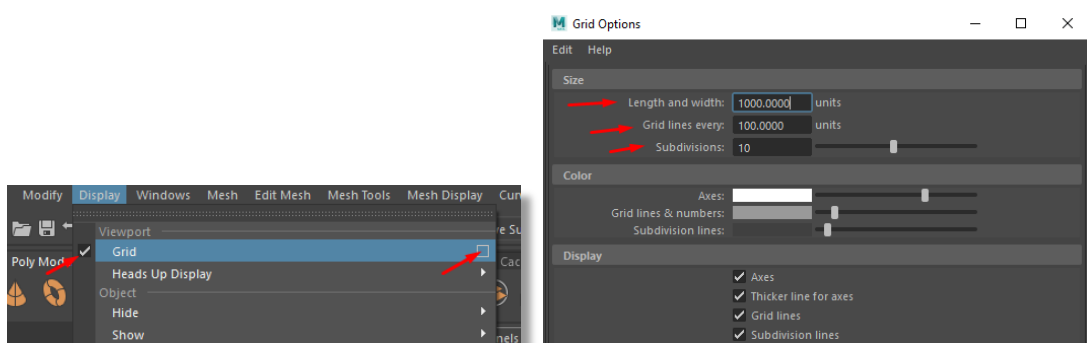 Modify Display Windows Mesh Edit Mesh Mesh Tools Mesh Display
Viewport
Grid
Poly Mod
Heads Up Display
Object
Hide
Show
Grid Options
Edit Help
Size
Length and width: 1000.0000 units
Grid lines every: 100.0000 units
Subdivisions: 10
Color
Axes:
Grid lines & numbers:
Subdivision lines:
Display
Axes
Thicker line for axes
Grid lines
Subdivision lines